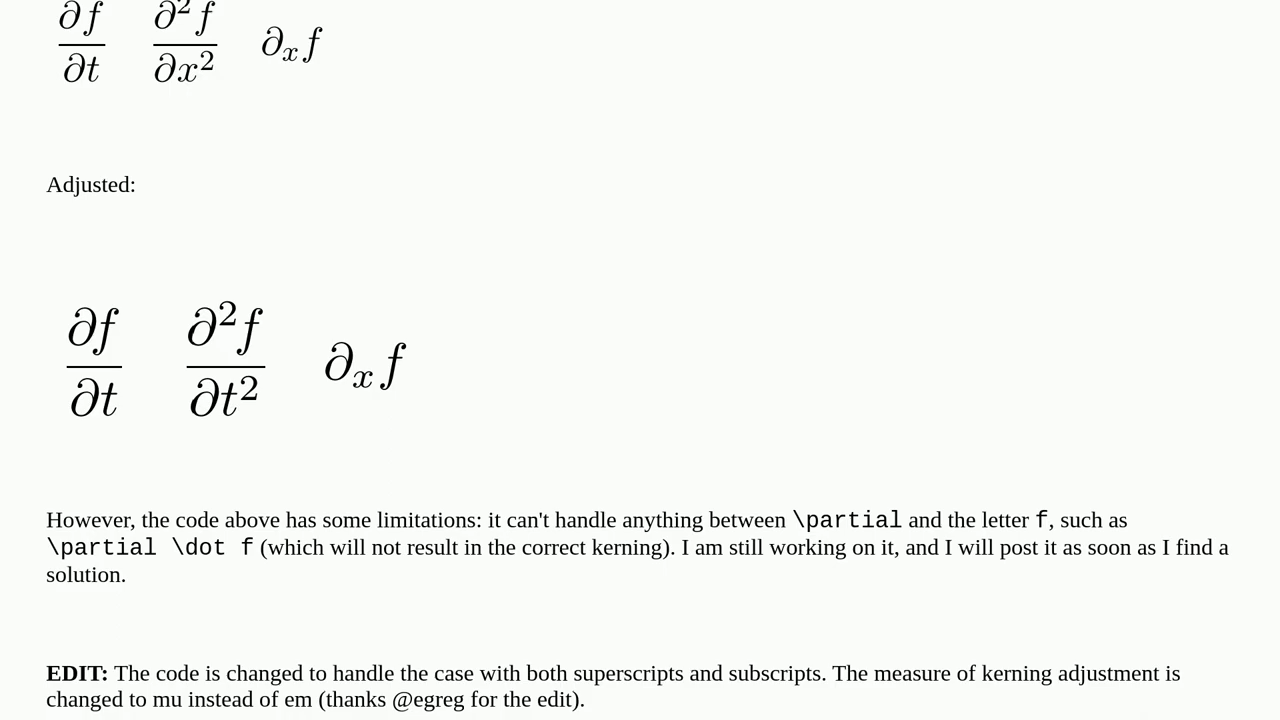 ∂f/∂t ∂²f/∂x² ∂ₓf
Adjusted:
∂f/∂t ∂²f/∂t² ∂ₓf
However, the code above has some limitations: it can't handle anything between \partial and the letter f, such as
\partial \dot f (which will not result in the correct kerning). I am still working on it, and I will post it as soon as I find a
solution.
EDIT: The code is changed to handle the case with both superscripts and subscripts. The measure of kerning adjustment is
changed to mu instead of em (thanks @egreg for the edit).